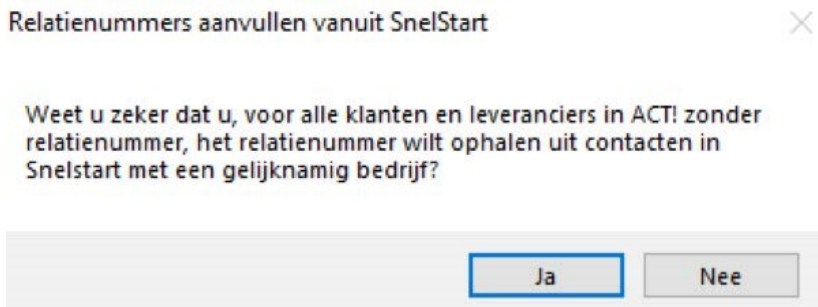 Relatienummers aanvullen vanuit SnelStart
Weet u zeker dat u, voor alle klanten en leveranciers in ACT! zonder
relatienummer, het relatienummer wilt ophalen uit contacten in
Snelstart met een gelijknamig bedrijf?
Ja Nee